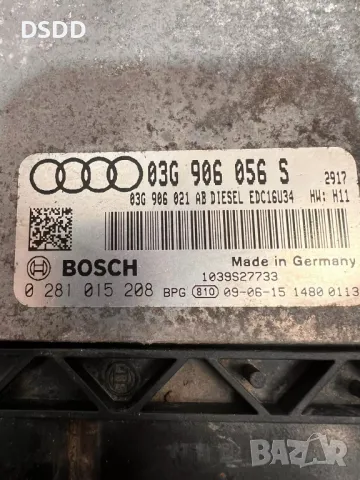 DSDD
03G 906 056 S 2917
03G 906 021 AB DIESEL EDC16U34 HW: H11
Made in Germany
BOSCH 1039S27733
0 281 015 208 BPG 810 09-06-15 1480 0113
BAZAR